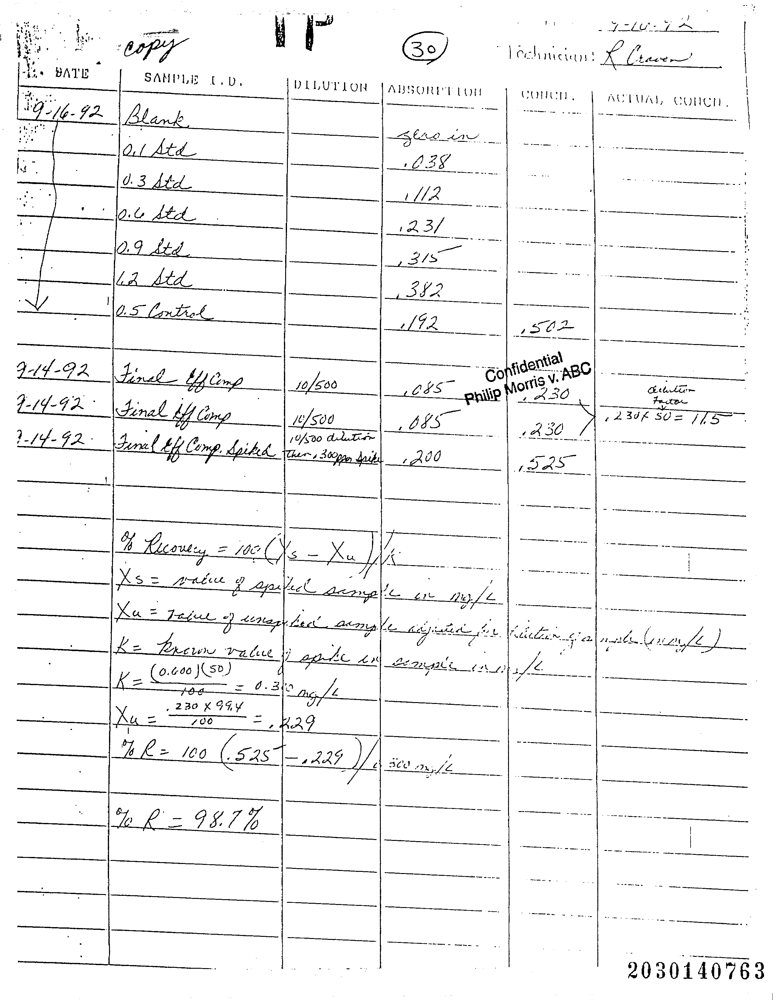 copy
TP
30
9-16-92
Technician: R Craven
DATE SAMPLE I.D. DILUTION ABSORPTION CONCN. ACTUAL CONCN.
9-16-92 Blank zero in
0.1 Std .038
0.3 Std .112
0.6 Std .231
0.9 Std .315
1.2 Std .382
0.5 Control .192 .502
Confidential
Philip Morris v. ABC
9-14-92 Final Eff Comp 10/500 .085 .230
dilution
factor
9-14-92 Final Eff Comp 10/500 .085 .230 .230 x 50 = 11.5
9-14-92 Final Eff Comp. Spiked 10/500 dilution then .300ppm spike .200 .525
% Recovery = 100 (Xs - Xu)/K
Xs = value of spiked sample in mg/L
Xu = value of unspiked sample adjusted for dilution of sample (in mg/L)
K = known value of spike in sample in mg/L
K = (0.600)(50)/100 = 0.300 mg/L
Xu = .230 x 99.4/100 = .229
% R = 100 (.525 - .229)/.300 mg/L
% R = 98.7%
2030140763